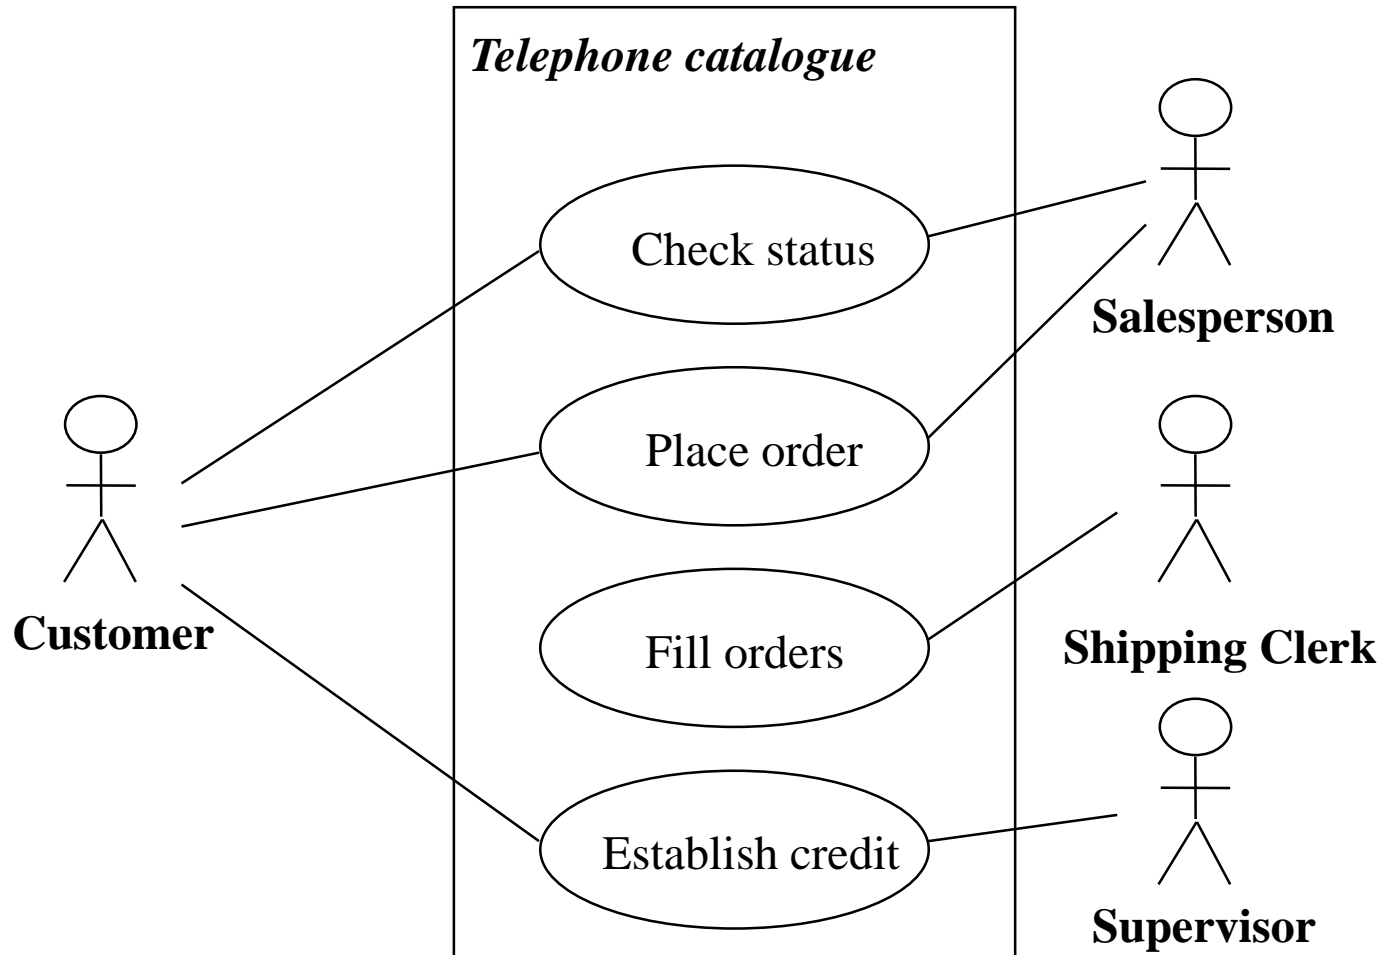 Telephone catalogue
Check status
Salesperson
Place order
Customer
Fill orders
Shipping Clerk
Establish credit
Supervisor